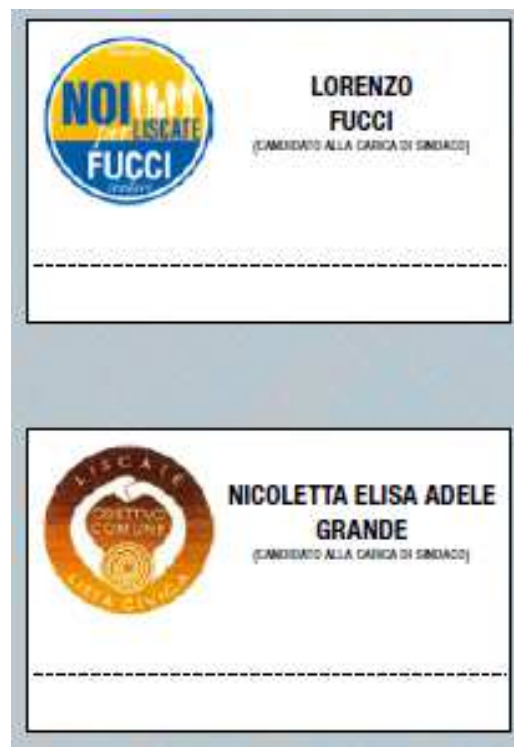 NOI
per
LISCATE
FUCCI
sindaco
LORENZO
FUCCI
(CANDIDATO ALLA CARICA DI SINDACO)
LISCATE
OBIETTIVO
COMUNE
LISTA CIVICA
NICOLETTA ELISA ADELE
GRANDE
(CANDIDATO ALLA CARICA DI SINDACO)